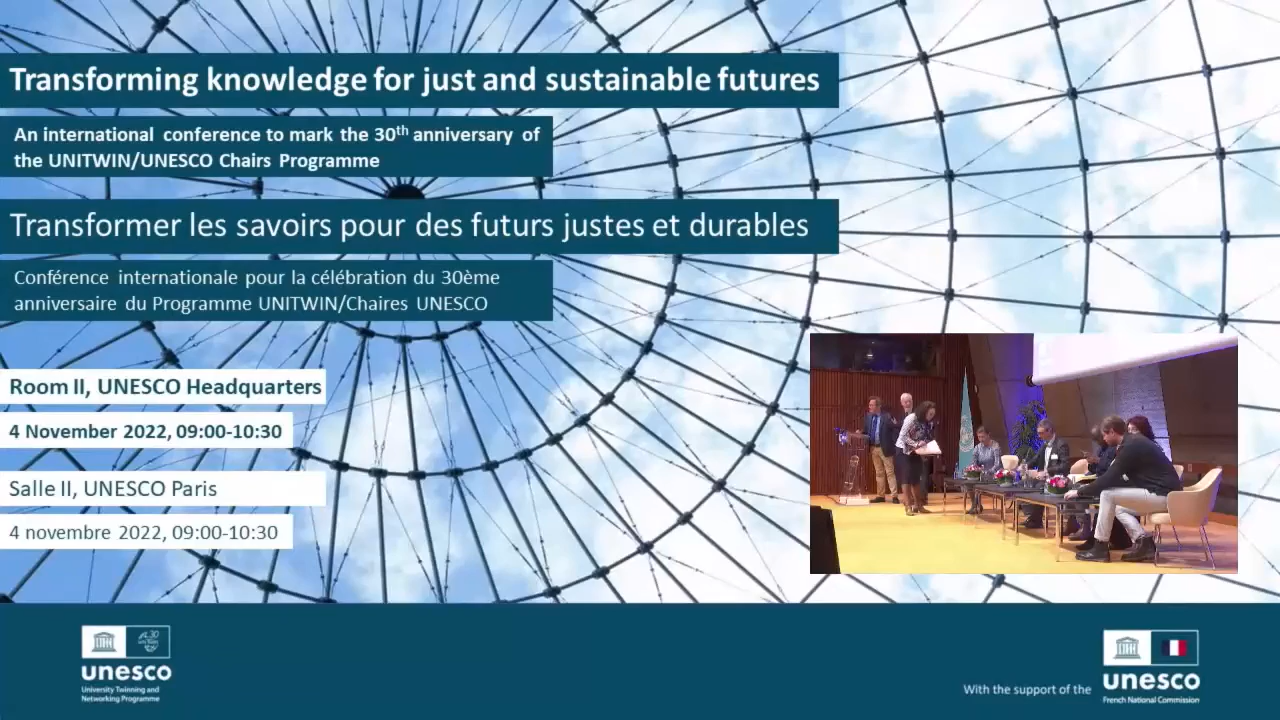 Transforming knowledge for just and sustainable futures
An international conference to mark the 30th anniversary of
the UNITWIN/UNESCO Chairs Programme
Transformer les savoirs pour des futurs justes et durables
Conférence internationale pour la célébration du 30ème
anniversaire du Programme UNITWIN/Chaires UNESCO
Room II, UNESCO Headquarters
4 November 2022, 09:00-10:30
Salle II, UNESCO Paris
4 novembre 2022, 09:00-10:30
unesco
University Twinning and
Networking Programme
With the support of the
unesco
French National Commission